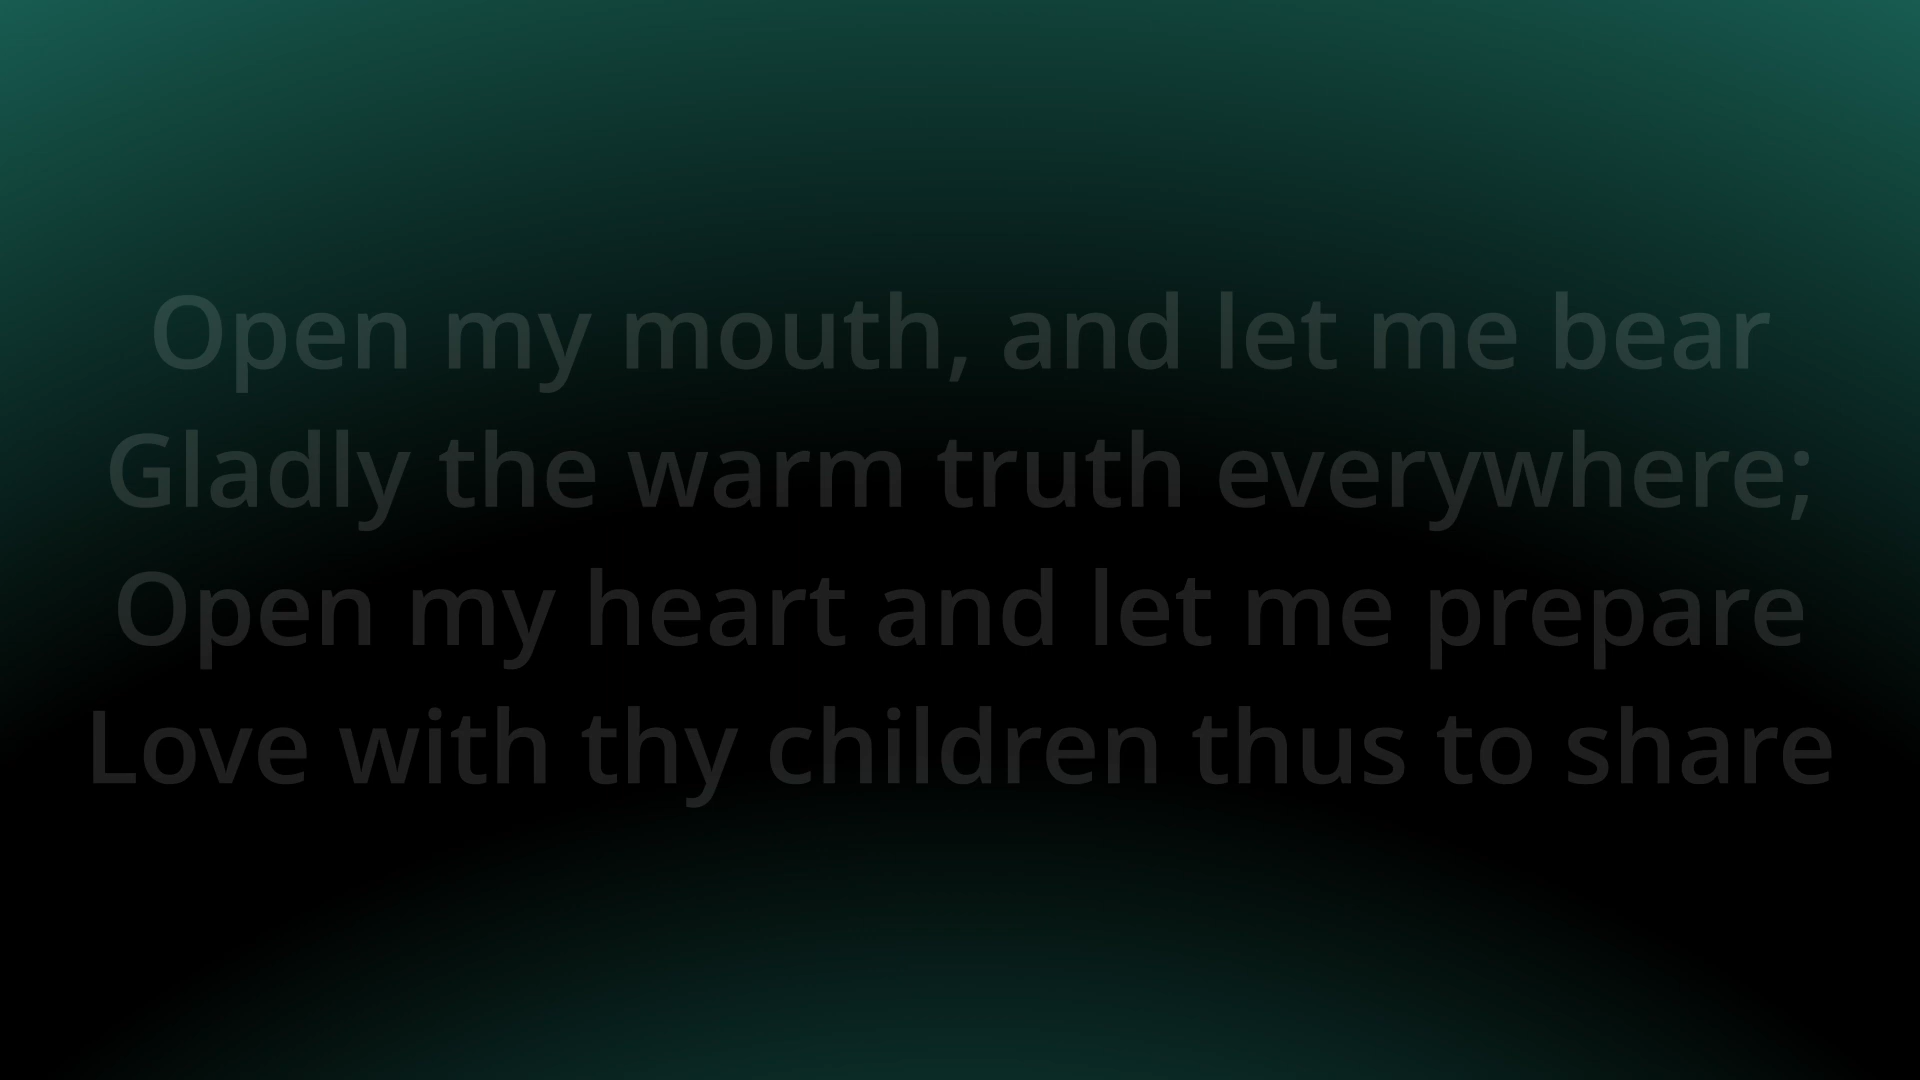 Open my mouth, and let me bear
Gladly the warm truth everywhere;
Open my heart and let me prepare
Love with thy children thus to share